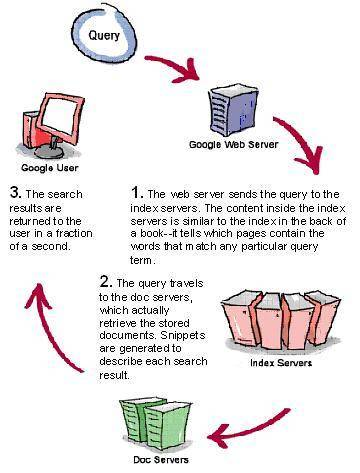 Query
Google Web Server
Google User
3. The search
results are
returned to the
user in a fraction
of a second.
1. The web server sends the query to the
index servers. The content inside the index
servers is similar to the index in the back of
a book--it tells which pages contain the
words that match any particular query
term.
2. The query travels
to the doc servers,
which actually
retrieve the stored
documents. Snippets
are generated to
describe each search
result.
Index Servers
Doc Servers